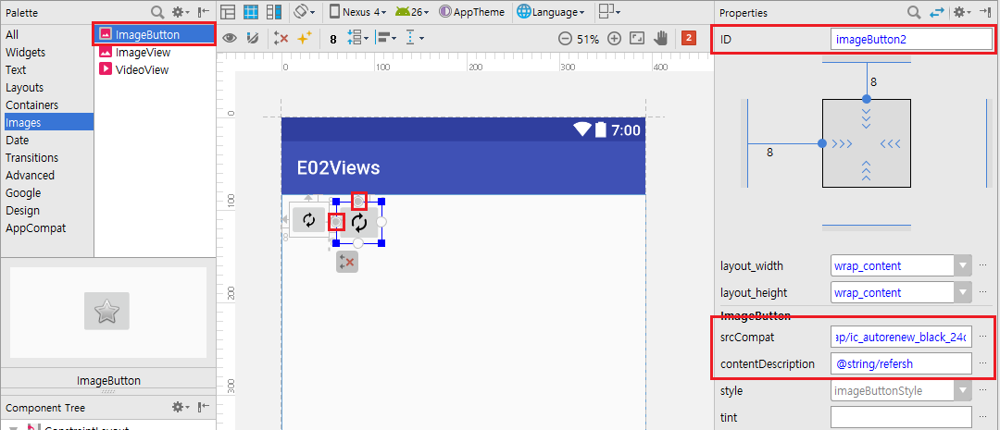 Palette
All
Widgets
Text
Layouts
Containers
Images
Date
Transitions
Advanced
Google
Design
AppCompat
ImageButton
ImageView
VideoView
ImageButton
Component Tree
ConstraintLayout
Nexus 4
26
AppTheme
Language
8
51%
2
0
100
200
300
400
0
100
200
300
7:00
E02Views
8
Properties
ID
imageButton2
8
8
layout_width
wrap_content
layout_height
wrap_content
ImageButton
srcCompat
ap/ic_autorenew_black_24d
contentDescription
@string/refersh
style
imageButtonStyle
tint